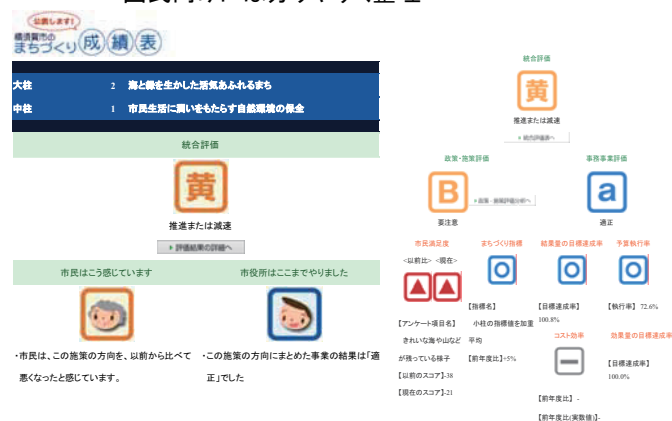 公表します!
横須賀市の
まちづくり成績表
大柱 2 海と緑を生かした活気あふれるまち
中柱 1 市民生活に潤いをもたらす自然環境の保全
統合評価
黄
推進または減速
評価結果の詳細へ
市民はこう感じています
市役所はここまでやりました
・市民は、この施策の方向を、以前から比べて
悪くなったと感じています。
・この施策の方向にまとめた事業の結果は「適
正」でした
統合評価
黄
推進または減速
政策・施策評価
事務事業評価
B
a
要注意
適正
市民満足度
<以前比> <現在>
【アンケート項目名】
きれいな海や山など
が残っている様子
【以前のスコア】-38
【現在のスコア】-21
まちづくり指標
【指標名】
小柱の指標値を加重
平均
【前年度比】+5%
結果量の目標達成率
【目標達成率】
100.8%
予算執行率
【執行率】 72.6%
コスト効率
【前年度比】 -
【前年度比(実数値)】-
効果量の目標達成率
【目標達成率】
100.0%